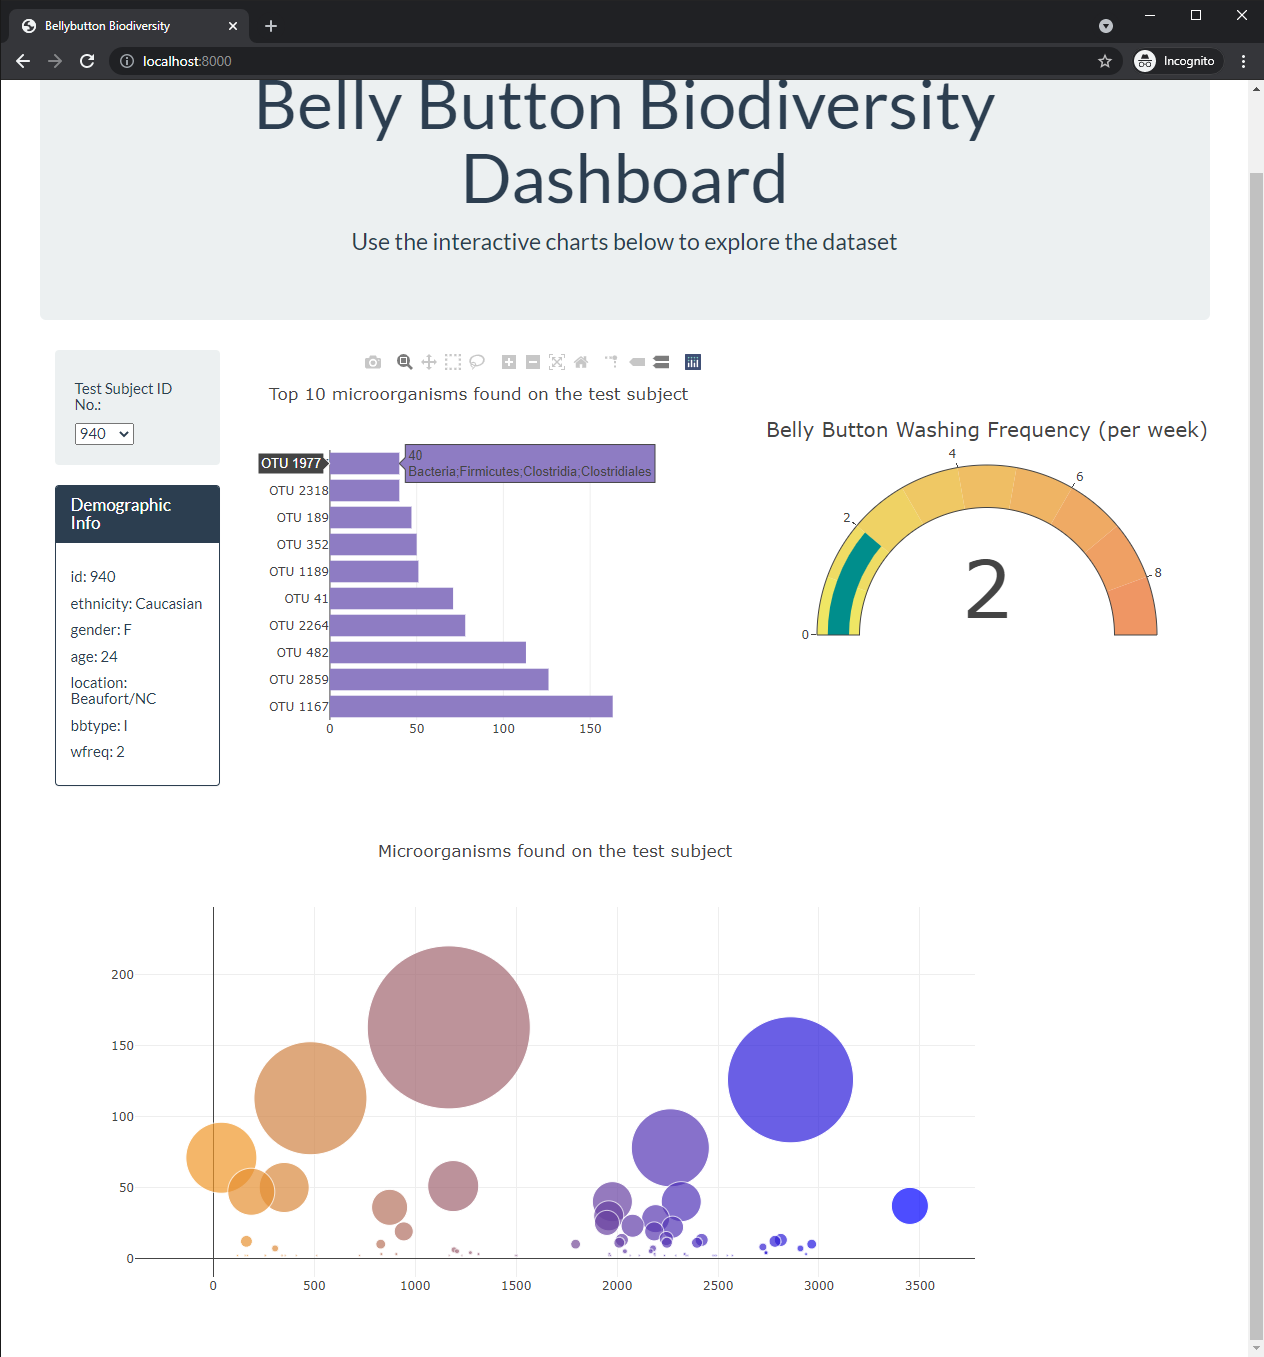 Bellybutton Biodiversity
localhost:8000
Incognito
Belly Button Biodiversity
Dashboard
Use the interactive charts below to explore the dataset
Test Subject ID
No.:
940
Demographic
Info
id: 940
ethnicity: Caucasian
gender: F
age: 24
location:
Beaufort/NC
bbtype: I
wfreq: 2
Top 10 microorganisms found on the test subject
OTU 1977
40
Bacteria;Firmicutes;Clostridia;Clostridiales
OTU 2318
OTU 189
OTU 352
OTU 1189
OTU 41
OTU 2264
OTU 482
OTU 2859
OTU 1167
0 50 100 150
Belly Button Washing Frequency (per week)
0
2
4
6
8
2
Microorganisms found on the test subject
200
150
100
50
0
0 500 1000 1500 2000 2500 3000 3500